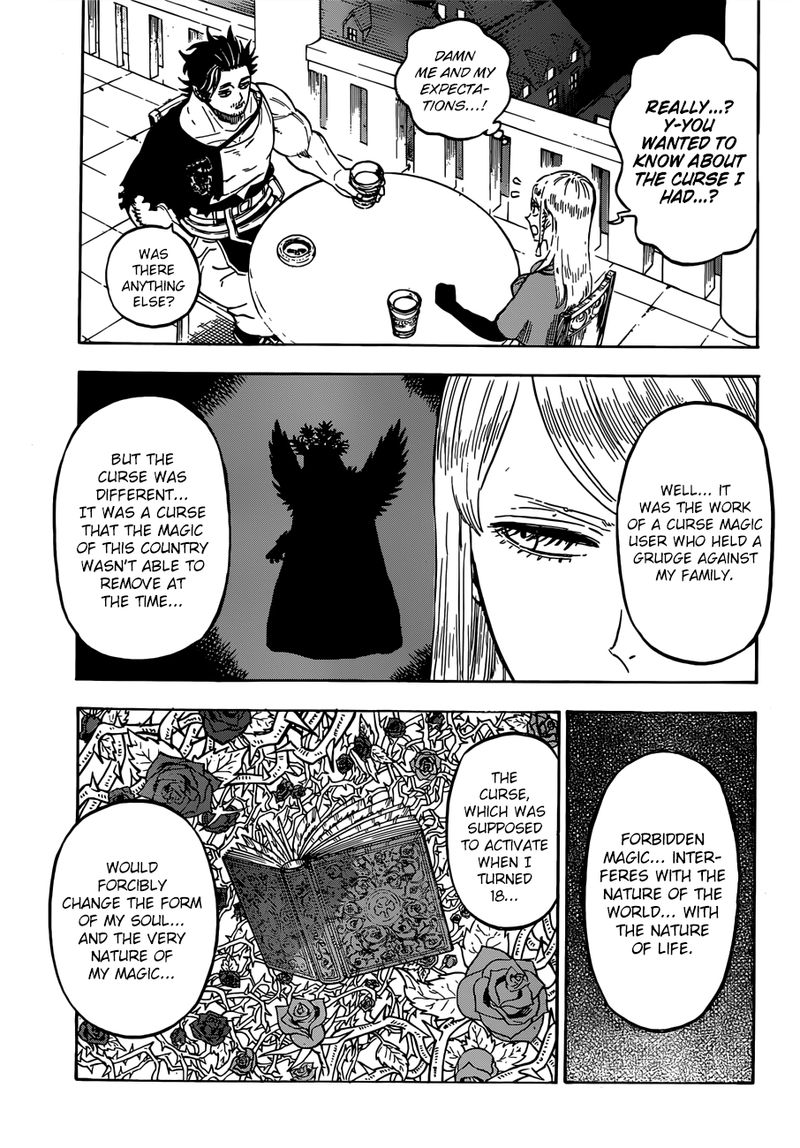 REALLY...?
Y-YOU
WANTED TO
KNOW ABOUT
THE CURSE I
HAD...?
DAMN
ME AND MY
EXPECTA-
TIONS...!
WAS
THERE
ANYTHING
ELSE?
WELL... IT
WAS THE WORK
OF A CURSE MAGIC
USER WHO HELD A
GRUDGE AGAINST
MY FAMILY.
BUT THE
CURSE WAS
DIFFERENT...
IT WAS A CURSE
THAT THE MAGIC
OF THIS COUNTRY
WASN'T ABLE TO
REMOVE AT
THE TIME...
FORBIDDEN
MAGIC... INTER-
FERES WITH THE
NATURE OF THE
WORLD... WITH
THE NATURE
OF LIFE.
THE
CURSE,
WHICH WAS
SUPPOSED
TO ACTIVATE
WHEN I
TURNED
18...
WOULD
FORCIBLY
CHANGE THE FORM
OF MY SOUL...
AND THE VERY
NATURE OF
MY MAGIC...